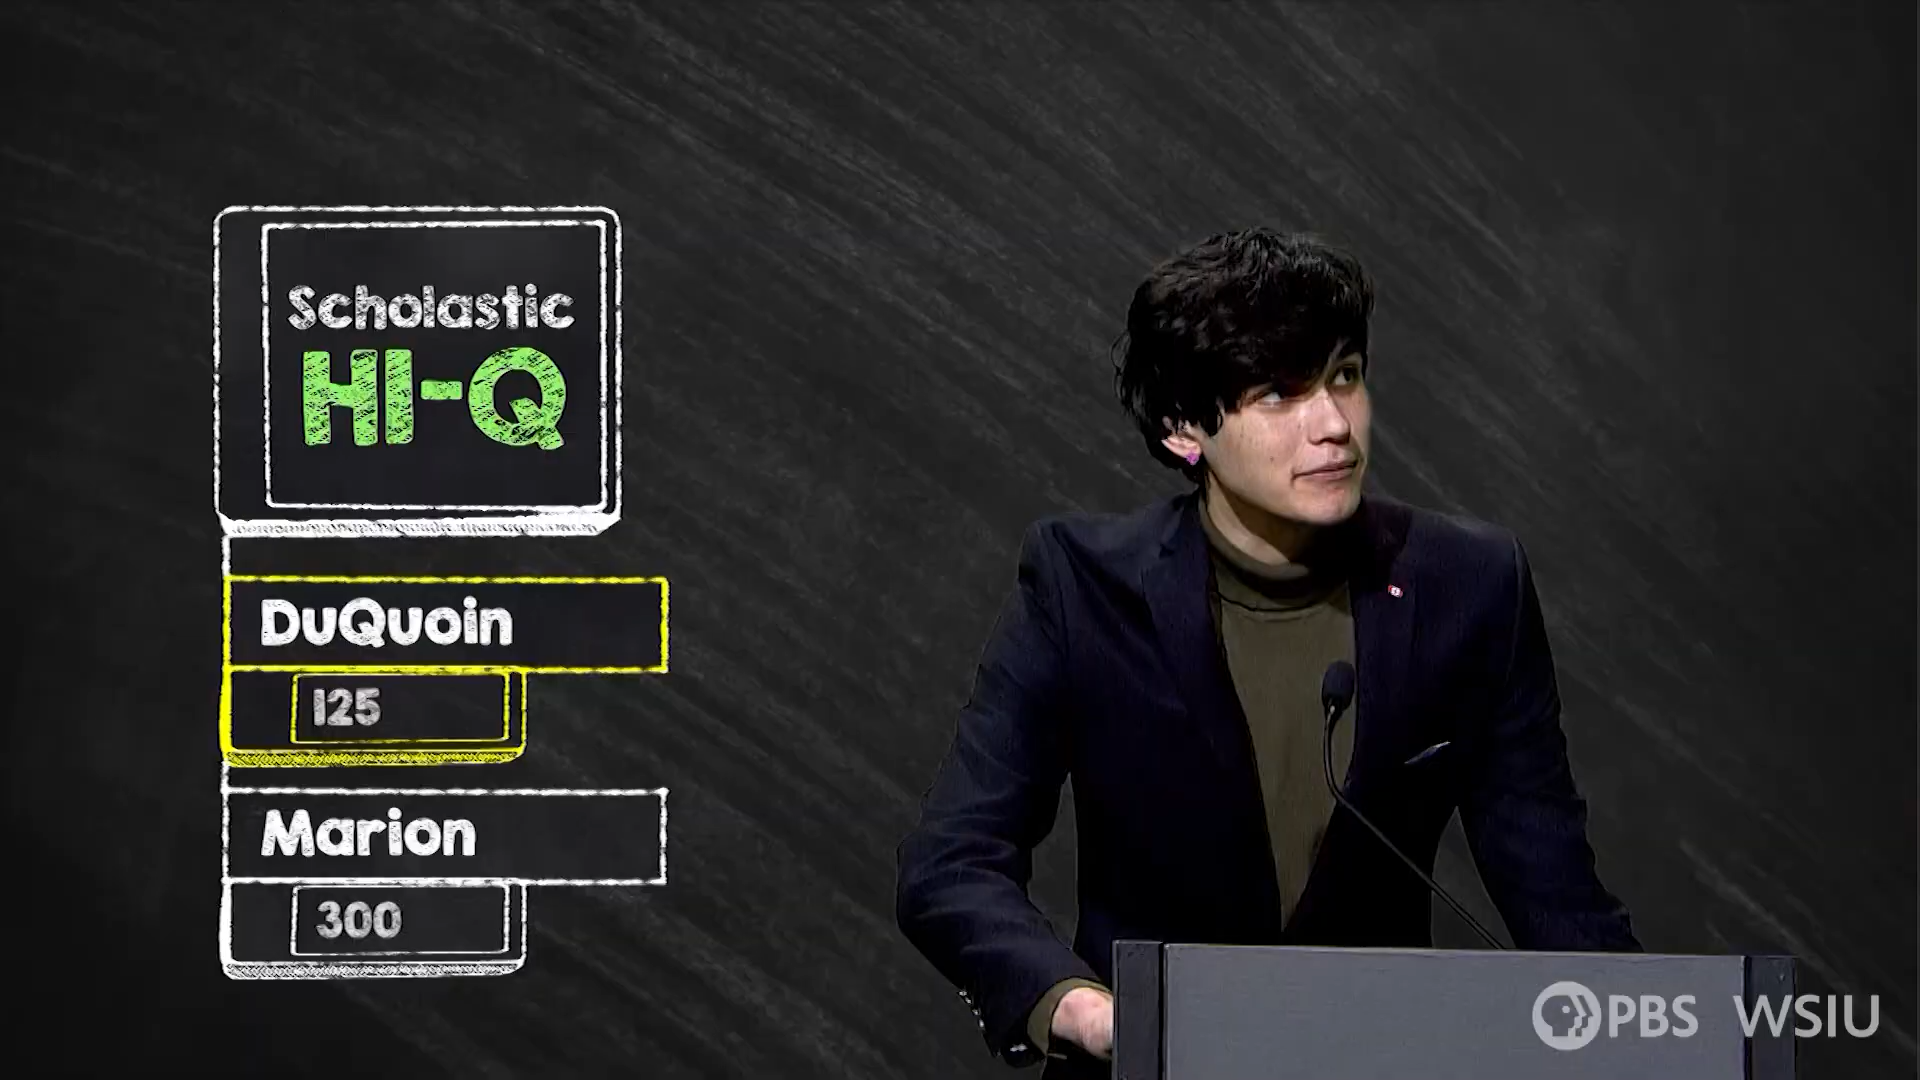 Scholastic
HI-Q
DuQuoin
125
Marion
300
PBS WSIU